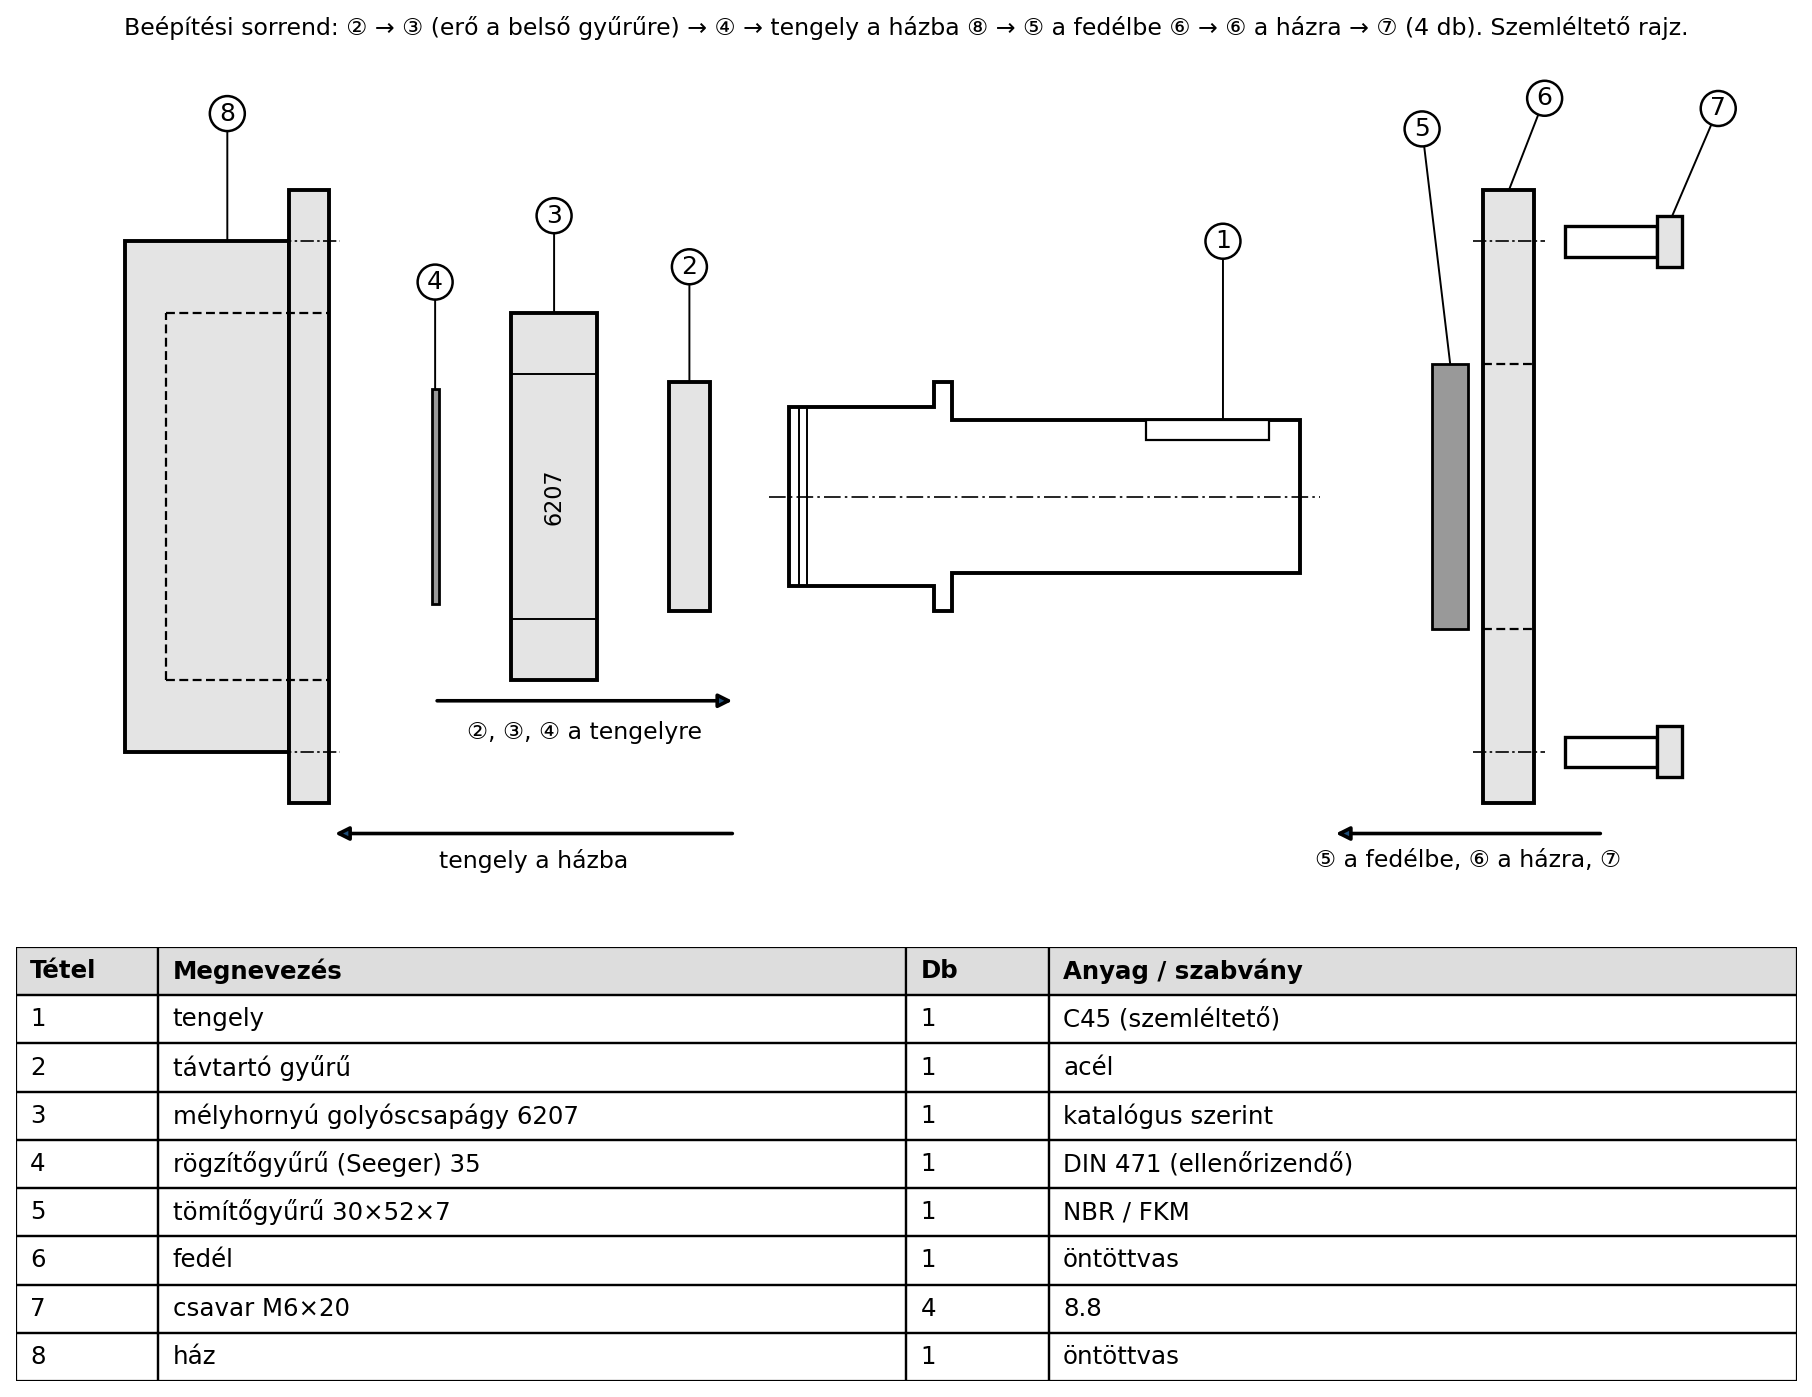 Beépítési sorrend: ② → ③ (erő a belső gyűrűre) → ④ → tengely a házba ⑧ → ⑤ a fedélbe ⑥ → ⑥ a házra → ⑦ (4 db). Szemléltető rajz.
8
3
4
2
1
5
6
7
6207
②, ③, ④ a tengelyre
tengely a házba
⑤ a fedélbe, ⑥ a házra, ⑦
Tétel Megnevezés Db Anyag / szabvány
1 tengely 1 C45 (szemléltető)
2 távtartó gyűrű 1 acél
3 mélyhornyú golyóscsapágy 6207 1 katalógus szerint
4 rögzítőgyűrű (Seeger) 35 1 DIN 471 (ellenőrizendő)
5 tömítőgyűrű 30×52×7 1 NBR / FKM
6 fedél 1 öntöttvas
7 csavar M6×20 4 8.8
8 ház 1 öntöttvas